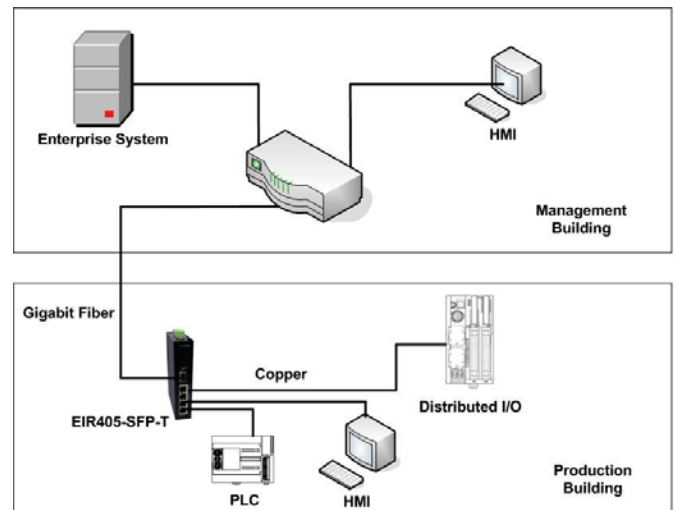 Enterprise System
HMI
Management
Building
Gigabit Fiber
Copper
EIR405-SFP-T
Distributed I/O
PLC
HMI
Production
Building